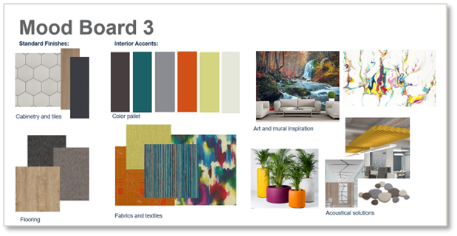 Mood Board 3
Standard Finishes:
Interior Accents:
Cabinetry and tiles
Color pallet
Art and mural inspiration
Flooring
Fabrics and textiles
Acoustical solutions